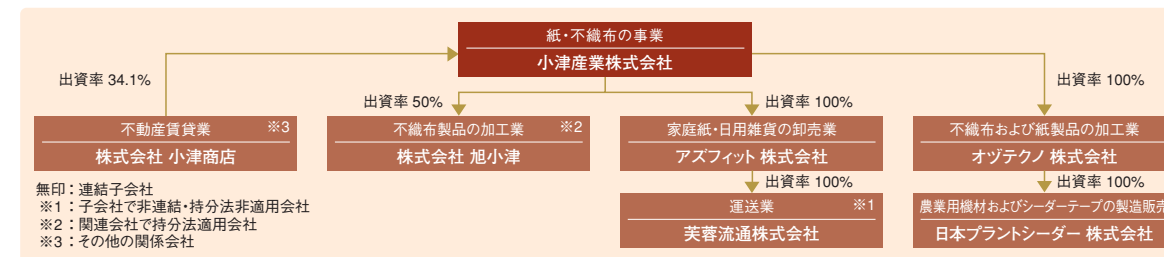 紙・不織布の事業
小津産業株式会社
出資率 34.1%
出資率 50%
出資率 100%
出資率 100%
不動産賃貸業 ※3
株式会社 小津商店
不織布製品の加工業 ※2
株式会社 旭小津
家庭紙・日用雑貨の卸売業
アズフィット 株式会社
不織布および紙製品の加工業
オヅテクノ 株式会社
出資率 100%
出資率 100%
運送業 ※1
芙蓉流通株式会社
農業用機材およびシーダーテープの製造販売
日本プラントシーダー 株式会社
無印：連結子会社
※1：子会社で非連結・持分法非適用会社
※2：関連会社で持分法適用会社
※3：その他の関係会社